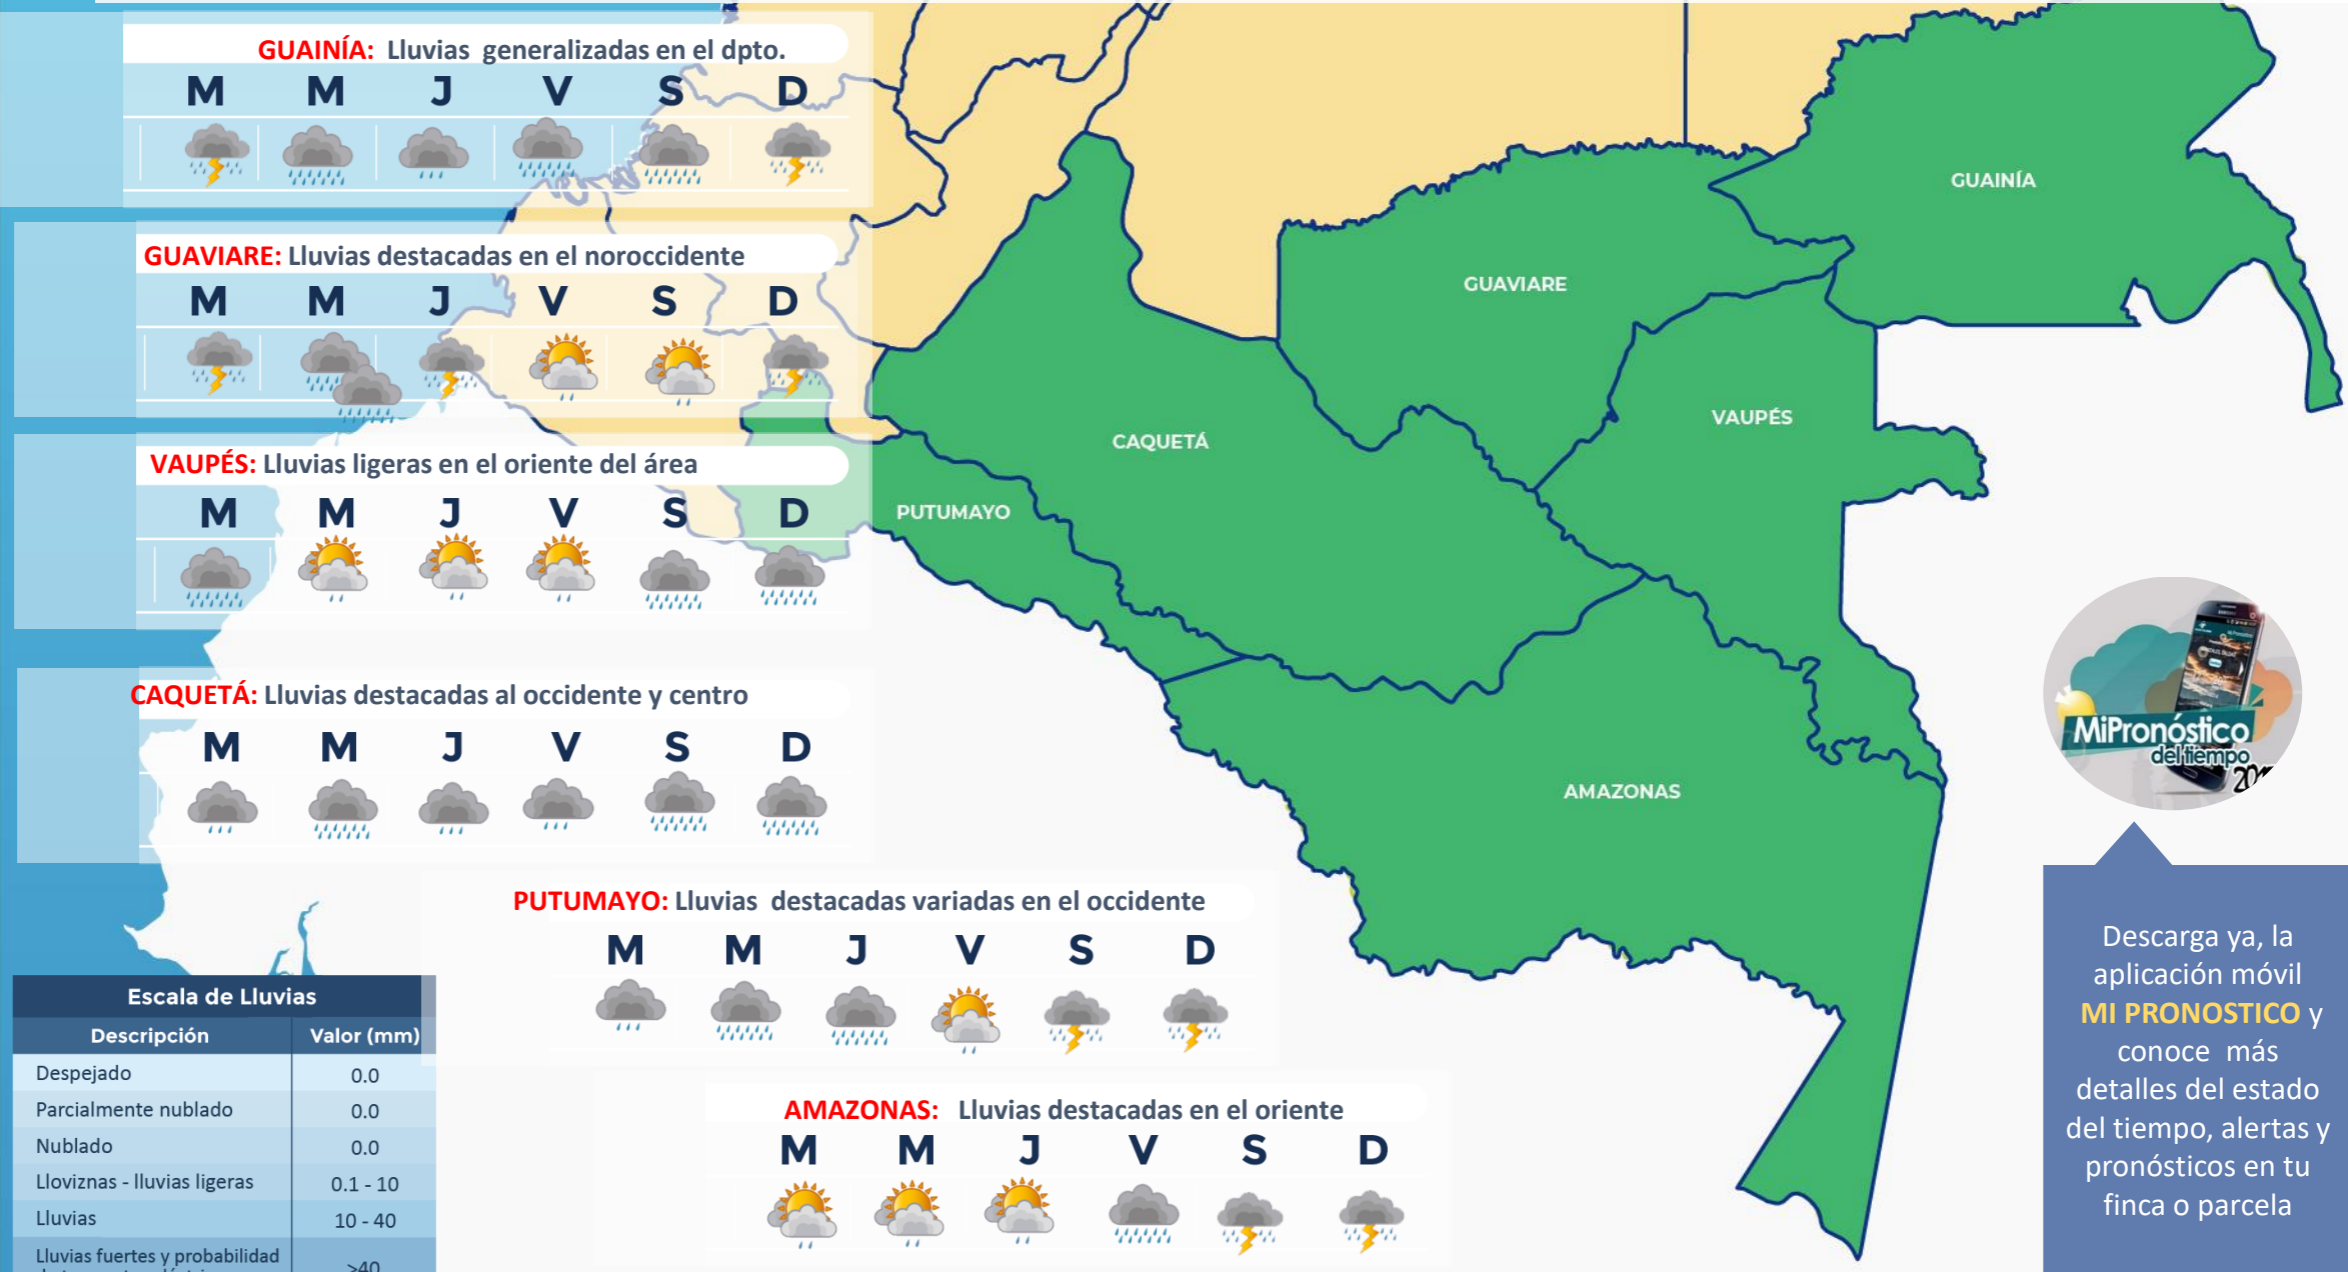 GUAINÍA: Lluvias generalizadas en el dpto.
M M J V S D
GUAVIARE: Lluvias destacadas en el noroccidente
M M J V S D
VAUPÉS: Lluvias ligeras en el oriente del área
M M J V S D
CAQUETÁ: Lluvias destacadas al occidente y centro
M M J V S D
PUTUMAYO: Lluvias destacadas variadas en el occidente
M M J V S D
AMAZONAS: Lluvias destacadas en el oriente
M M J V S D
Escala de Lluvias
Descripción Valor (mm)
Despejado 0.0
Parcialmente nublado 0.0
Nublado 0.0
Lloviznas - lluvias ligeras 0.1 - 10
Lluvias 10 - 40
Lluvias fuertes y probabilidad >40
GUAINÍA
GUAVIARE
VAUPÉS
CAQUETÁ
PUTUMAYO
AMAZONAS
MiPronóstico
del tiempo
Descarga ya, la
aplicación móvil
MI PRONOSTICO y
conoce más
detalles del estado
del tiempo, alertas y
pronósticos en tu
finca o parcela